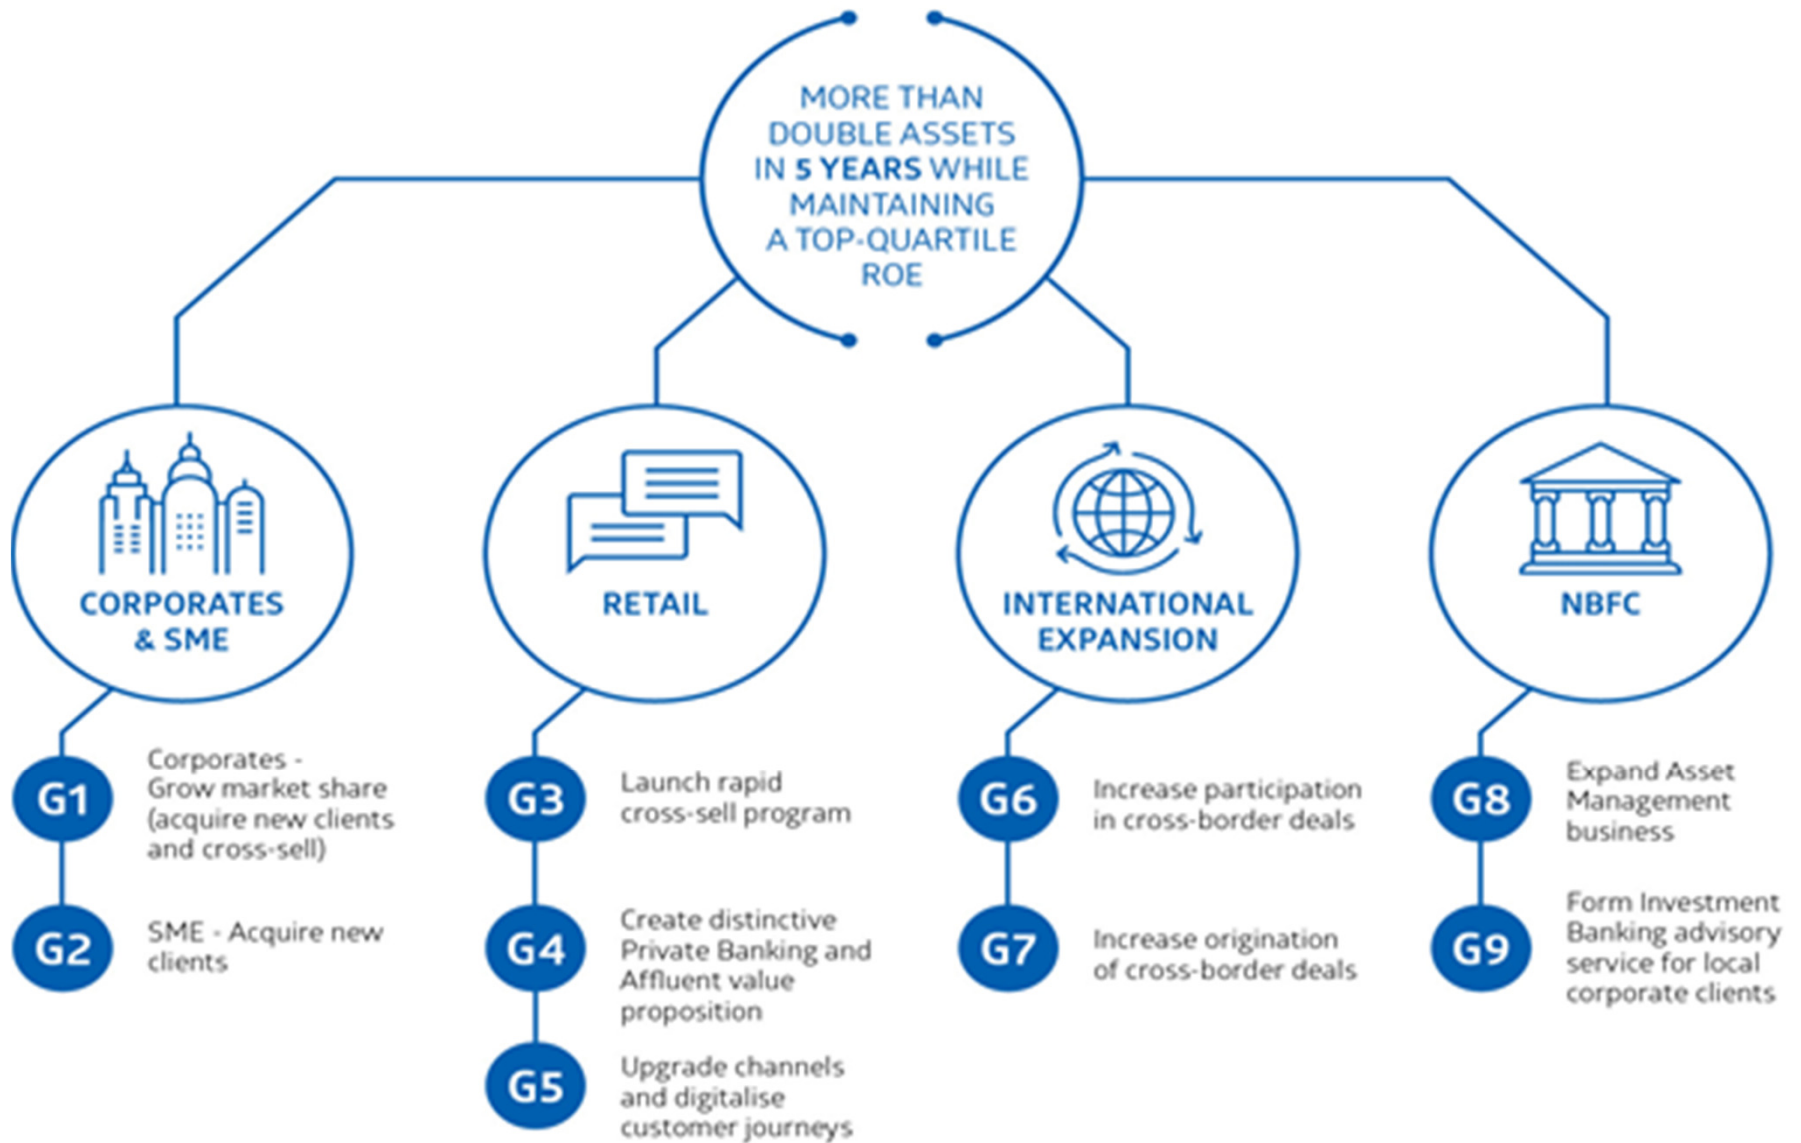 MORE THAN
DOUBLE ASSETS
IN 5 YEARS WHILE
MAINTAINING
A TOP-QUARTILE
ROE
CORPORATES
& SME
G1
Corporates -
Grow market share
(acquire new clients
and cross-sell)
G2
SME - Acquire new
clients
RETAIL
G3
Launch rapid
cross-sell program
G4
Create distinctive
Private Banking and
Affluent value
proposition
G5
Upgrade channels
and digitalise
customer journeys
INTERNATIONAL
EXPANSION
G6
Increase participation
in cross-border deals
G7
Increase origination
of cross-border deals
NBFC
G8
Expand Asset
Management
business
G9
Form Investment
Banking advisory
service for local
corporate clients